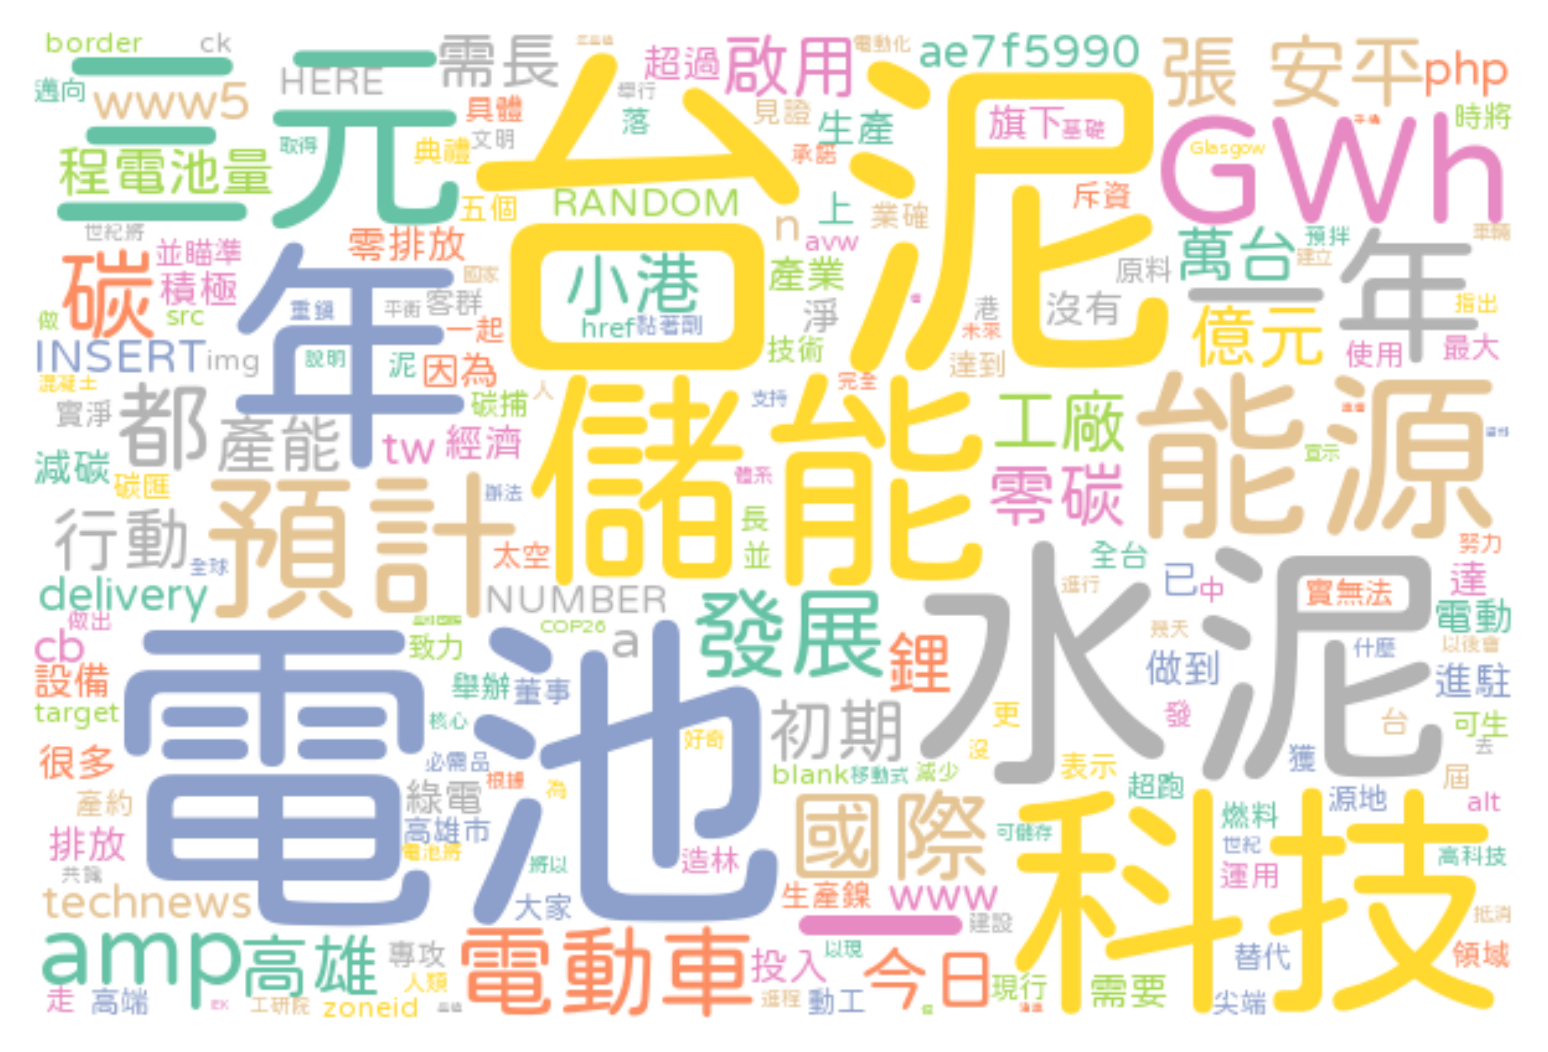 border
ck
三元
需長
超過
啟用
電動化
ae7f5990
張 安平
php
HERE
邁向
www5
具體
舉行
見證
生產
旗下
基礎
時將
台泥
GWh
取得
典禮
文明
落
承諾
Glasgow
程電池量
五個
RANDOM
斥資
上
業確
n
世紀將
並瞄準
零排放
avw
萬台
預拌
建立
車輛
碳
積極
年
國家
小港
產業
原料
年
src
重鎮
平衡
客群
淨
港
沒有
億元
指出
做
一起
href
黏著劑
未來
INSERT
img
說明
泥
因為
技術
達到
使用
最大
混凝土
實淨
都
產能
碳捕
人
儲能
支持
完全
工廠
能源
tw
經濟
宣示
減碳
碳匯
體系
零碳
預計
辦法
長
行動
全球
太空
並
全台
努力
delivery
NUMBER
水泥
進行
已
中
實無法
達
做出
COP26
發展
電動
cb
致力
a
鋰
幾天
什麼
以後會
設備
電池
舉辦
董事
做到
進駐
target
核心
初期
更
發
台
可生
很多
必需品
好奇
沒
表示
獲
去
根據
blank
移動式
減少
超跑
屆
產約
綠電
為
國際
科技
源地
alt
排放
高雄市
電池將
造林
可儲存
燃料
世紀
高科技
將以
運用
technews
大家
生產鎳
www
建設
抵消
amp
高雄
專攻
電動車
投入
以現
今日
替代
領域
人類
現行
需要
走
高端
工研院
zoneid
進程
動工
尖端